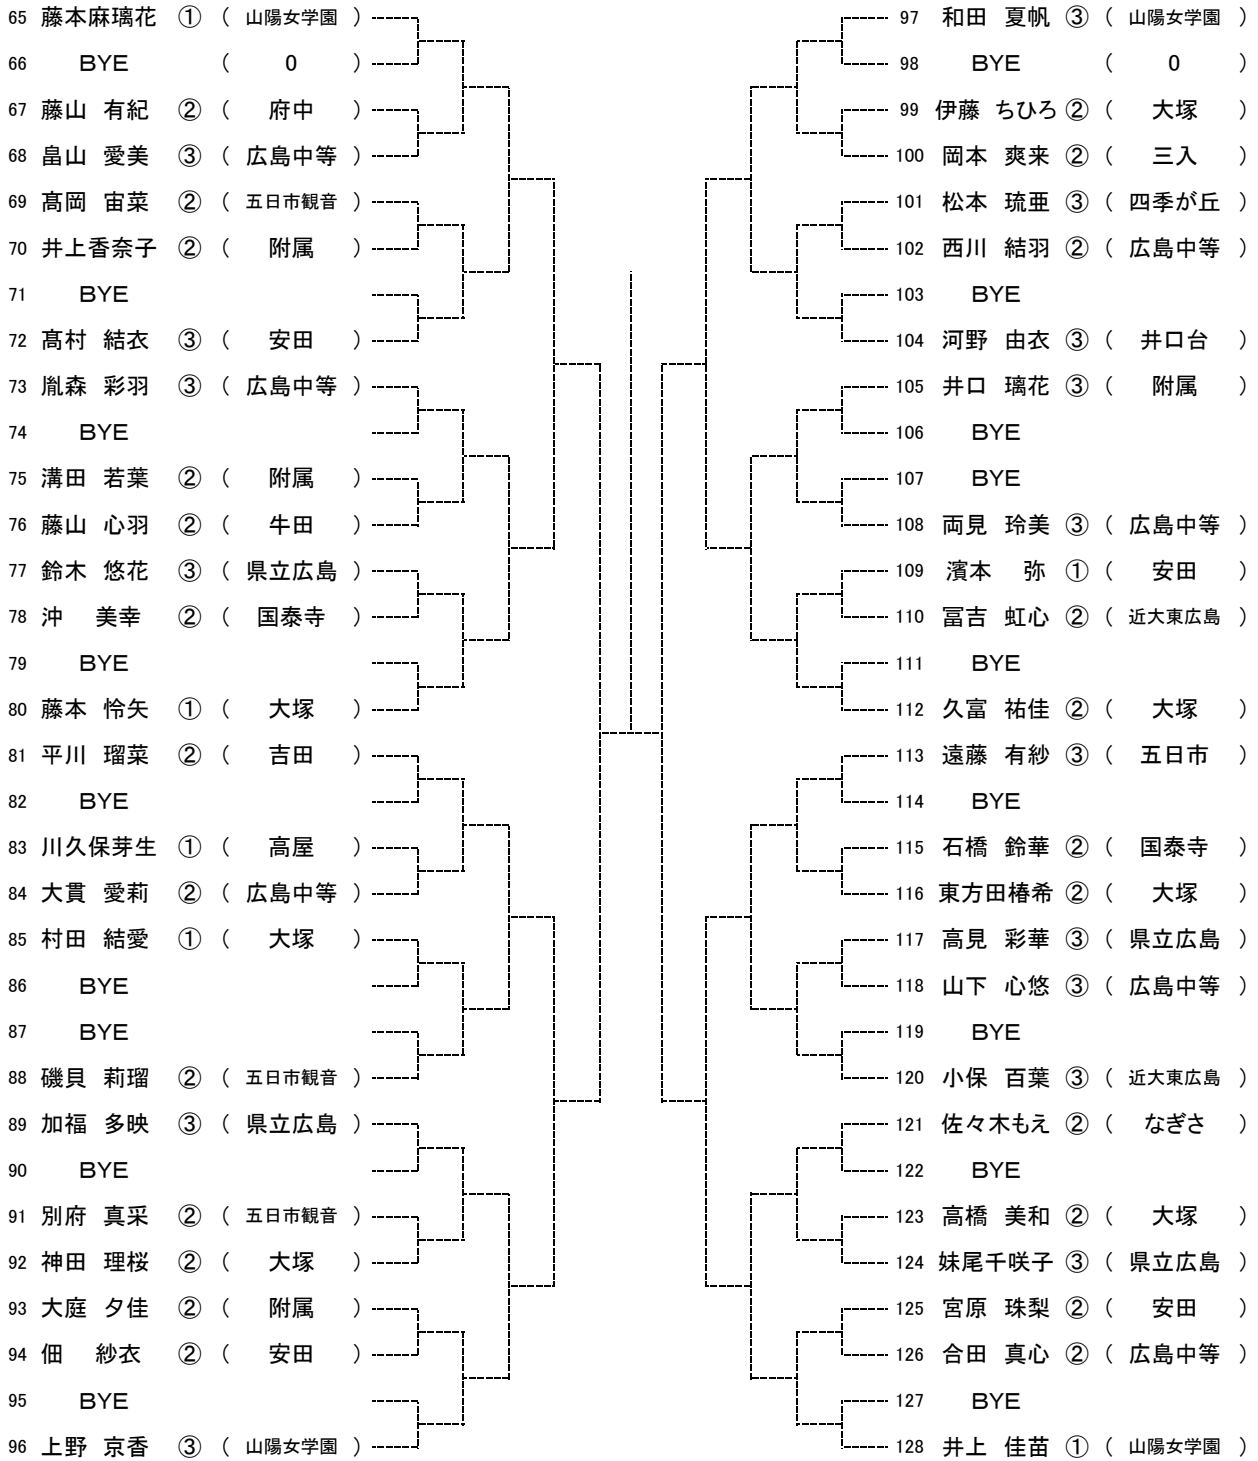 65 藤本麻璃花 ① ( 山陽女学園 )
66 BYE ( 0 )
67 藤山 有紀 ② ( 府中 )
68 畠山 愛美 ③ ( 広島中等 )
69 髙岡 宙菜 ② ( 五日市観音 )
70 井上香奈子 ② ( 附属 )
71 BYE
72 髙村 結衣 ③ ( 安田 )
73 胤森 彩羽 ③ ( 広島中等 )
74 BYE
75 溝田 若葉 ② ( 附属 )
76 藤山 心羽 ② ( 牛田 )
77 鈴木 悠花 ③ ( 県立広島 )
78 沖 美幸 ② ( 国泰寺 )
79 BYE
80 藤本 怜矢 ① ( 大塚 )
81 平川 瑠菜 ② ( 吉田 )
82 BYE
83 川久保芽生 ① ( 高屋 )
84 大貫 愛莉 ② ( 広島中等 )
85 村田 結愛 ① ( 大塚 )
86 BYE
87 BYE
88 磯貝 莉瑠 ② ( 五日市観音 )
89 加福 多映 ③ ( 県立広島 )
90 BYE
91 別府 真采 ② ( 五日市観音 )
92 神田 理桜 ② ( 大塚 )
93 大庭 夕佳 ② ( 附属 )
94 佃 紗衣 ② ( 安田 )
95 BYE
96 上野 京香 ③ ( 山陽女学園 )
97 和田 夏帆 ③ ( 山陽女学園 )
98 BYE ( 0 )
99 伊藤 ちひろ ② ( 大塚 )
100 岡本 爽来 ② ( 三入 )
101 松本 琉亜 ③ ( 四季が丘 )
102 西川 結羽 ② ( 広島中等 )
103 BYE
104 河野 由衣 ③ ( 井口台 )
105 井口 璃花 ③ ( 附属 )
106 BYE
107 BYE
108 両見 玲美 ③ ( 広島中等 )
109 濱本 弥 ① ( 安田 )
110 冨吉 虹心 ② ( 近大東広島 )
111 BYE
112 久富 祐佳 ② ( 大塚 )
113 遠藤 有紗 ③ ( 五日市 )
114 BYE
115 石橋 鈴華 ② ( 国泰寺 )
116 東方田椿希 ② ( 大塚 )
117 高見 彩華 ③ ( 県立広島 )
118 山下 心悠 ③ ( 広島中等 )
119 BYE
120 小保 百葉 ③ ( 近大東広島 )
121 佐々木もえ ② ( なぎさ )
122 BYE
123 高橋 美和 ② ( 大塚 )
124 妹尾千咲子 ③ ( 県立広島 )
125 宮原 珠梨 ② ( 安田 )
126 合田 真心 ② ( 広島中等 )
127 BYE
128 井上 佳苗 ① ( 山陽女学園 )